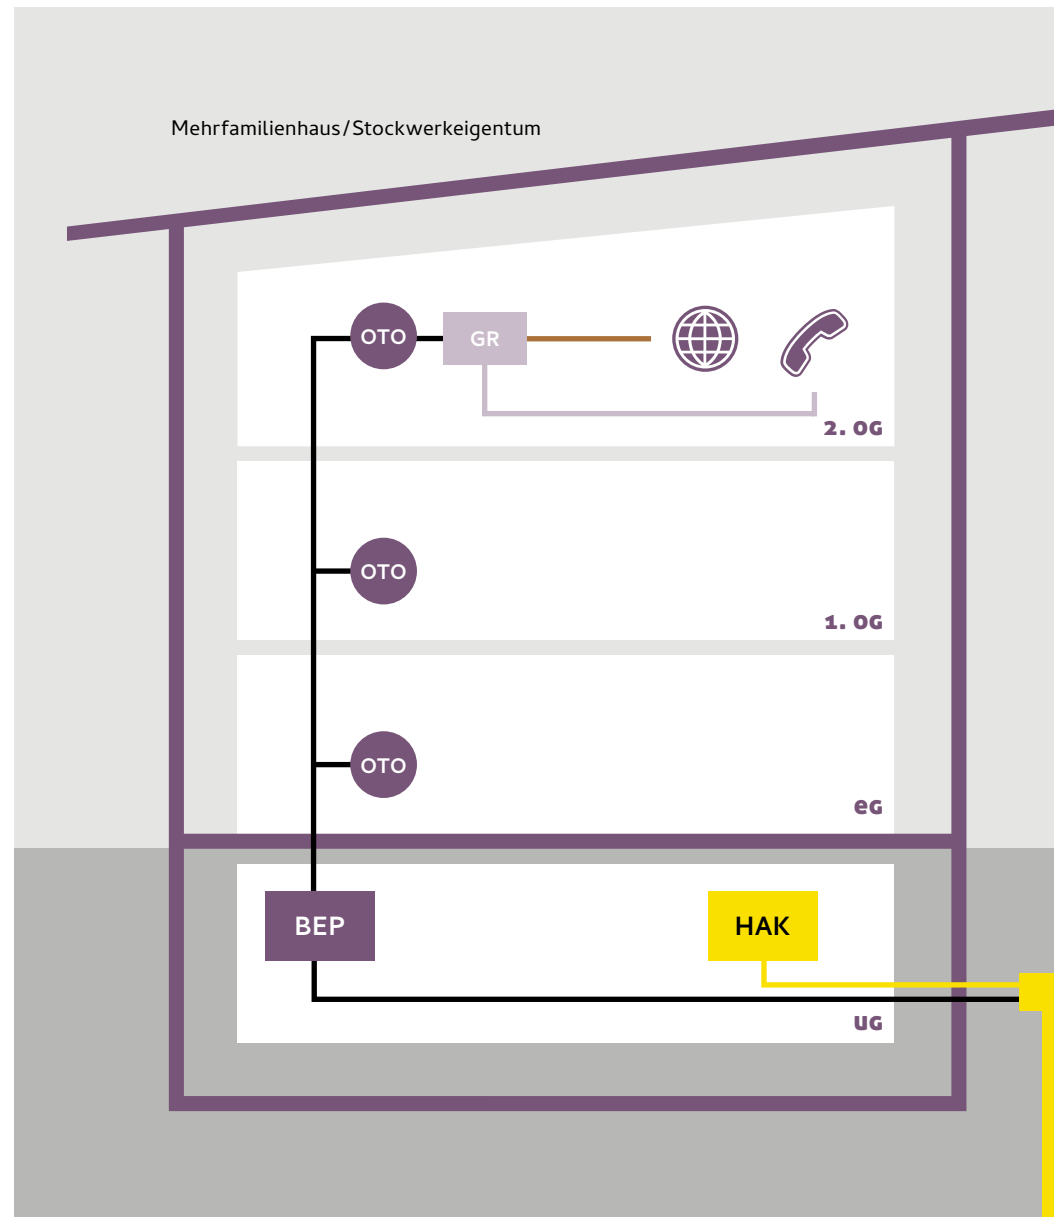 Mehrfamilienhaus/Stockwerkeigentum
OTO
GR
2. OG
OTO
1. OG
OTO
eG
BEP
HAK
UG